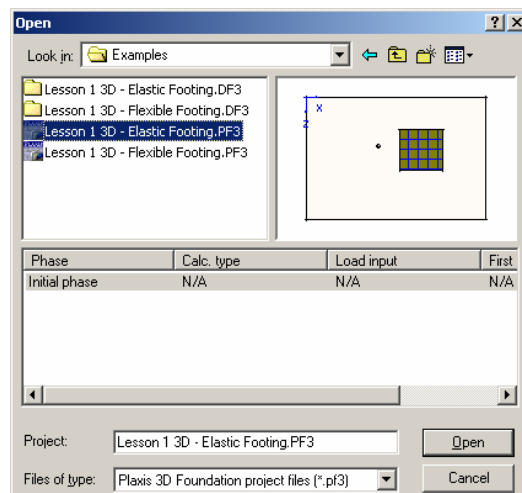 Open
Look in: Examples
Lesson 1 3D - Elastic Footing.DF3
Lesson 1 3D - Flexible Footing.DF3
Lesson 1 3D - Elastic Footing.PF3
Lesson 1 3D - Flexible Footing.PF3
x
z
Phase Calc. type Load input First
Initial phase N/A N/A N/A
Project: Lesson 1 3D - Elastic Footing.PF3 Open
Files of type: Plaxis 3D Foundation project files (*.pf3) Cancel